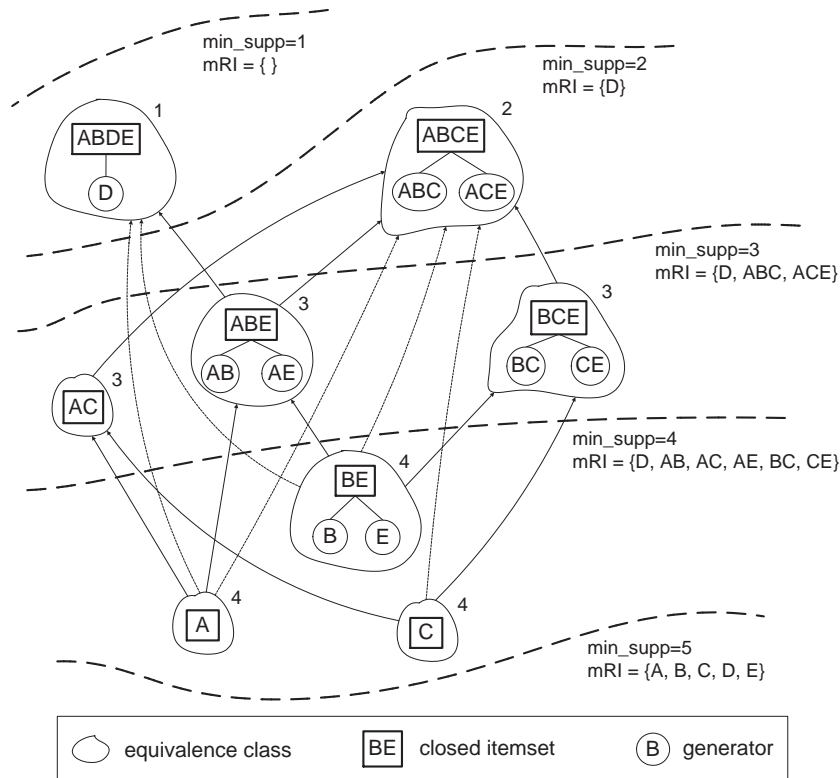 min_supp=1
mRI = { }
min_supp=2
mRI = {D}
1
ABDE
D
2
ABCE
ABC
ACE
min_supp=3
mRI = {D, ABC, ACE}
3
ABE
AB
AE
3
BCE
BC
CE
3
AC
min_supp=4
mRI = {D, AB, AC, AE, BC, CE}
4
BE
B
E
4
A
4
C
min_supp=5
mRI = {A, B, C, D, E}
equivalence class
BE
closed itemset
B
generator